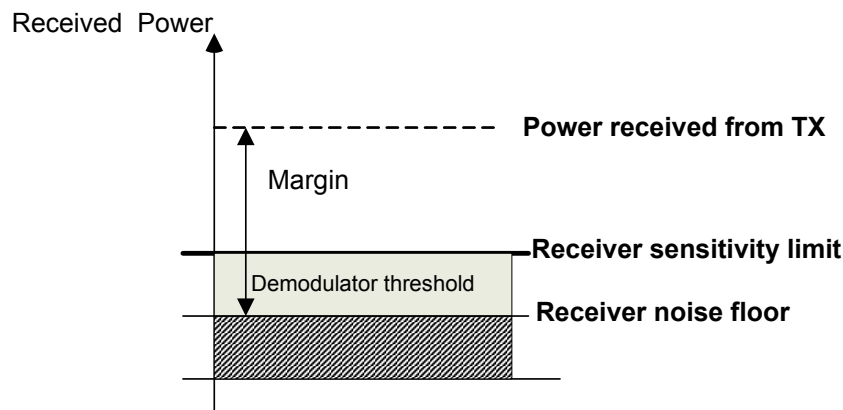 Received Power
Power received from TX
Margin
Receiver sensitivity limit
Demodulator threshold
Receiver noise floor